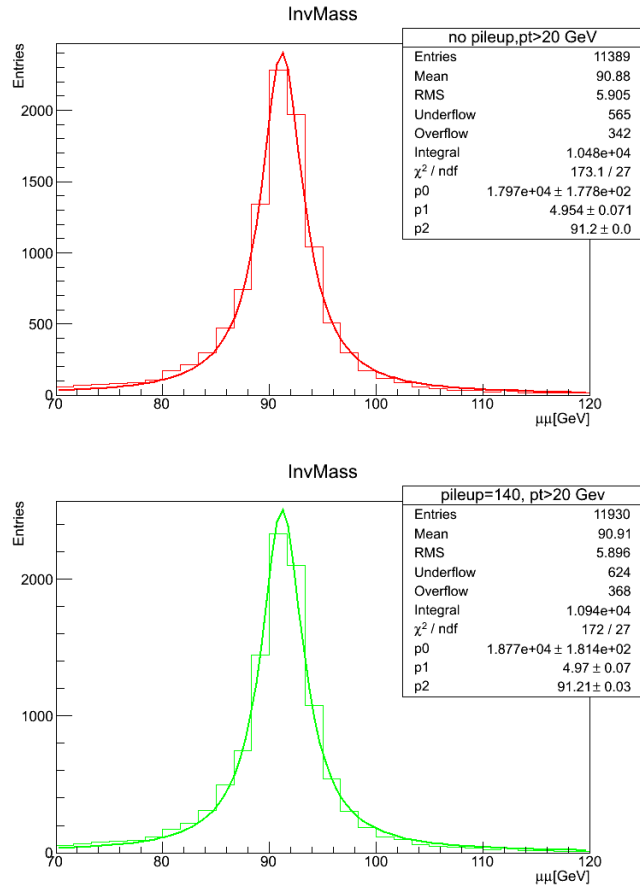 InvMass
no pileup,pt>20 GeV
Entries 11389
Mean 90.88
RMS 5.905
Underflow 565
Overflow 342
Integral 1.048e+04
χ² / ndf 173.1 / 27
p0 1.797e+04 ± 1.778e+02
p1 4.954 ± 0.071
p2 91.2 ± 0.0
Entries
2000
1500
1000
500
0
70 80 90 100 110 120
μμ[GeV]
InvMass
pileup=140, pt>20 Gev
Entries 11930
Mean 90.91
RMS 5.896
Underflow 624
Overflow 368
Integral 1.094e+04
χ² / ndf 172 / 27
p0 1.877e+04 ± 1.814e+02
p1 4.97 ± 0.07
p2 91.21 ± 0.03
Entries
2000
1000
0
70 80 90 100 110 120
μμ[GeV]